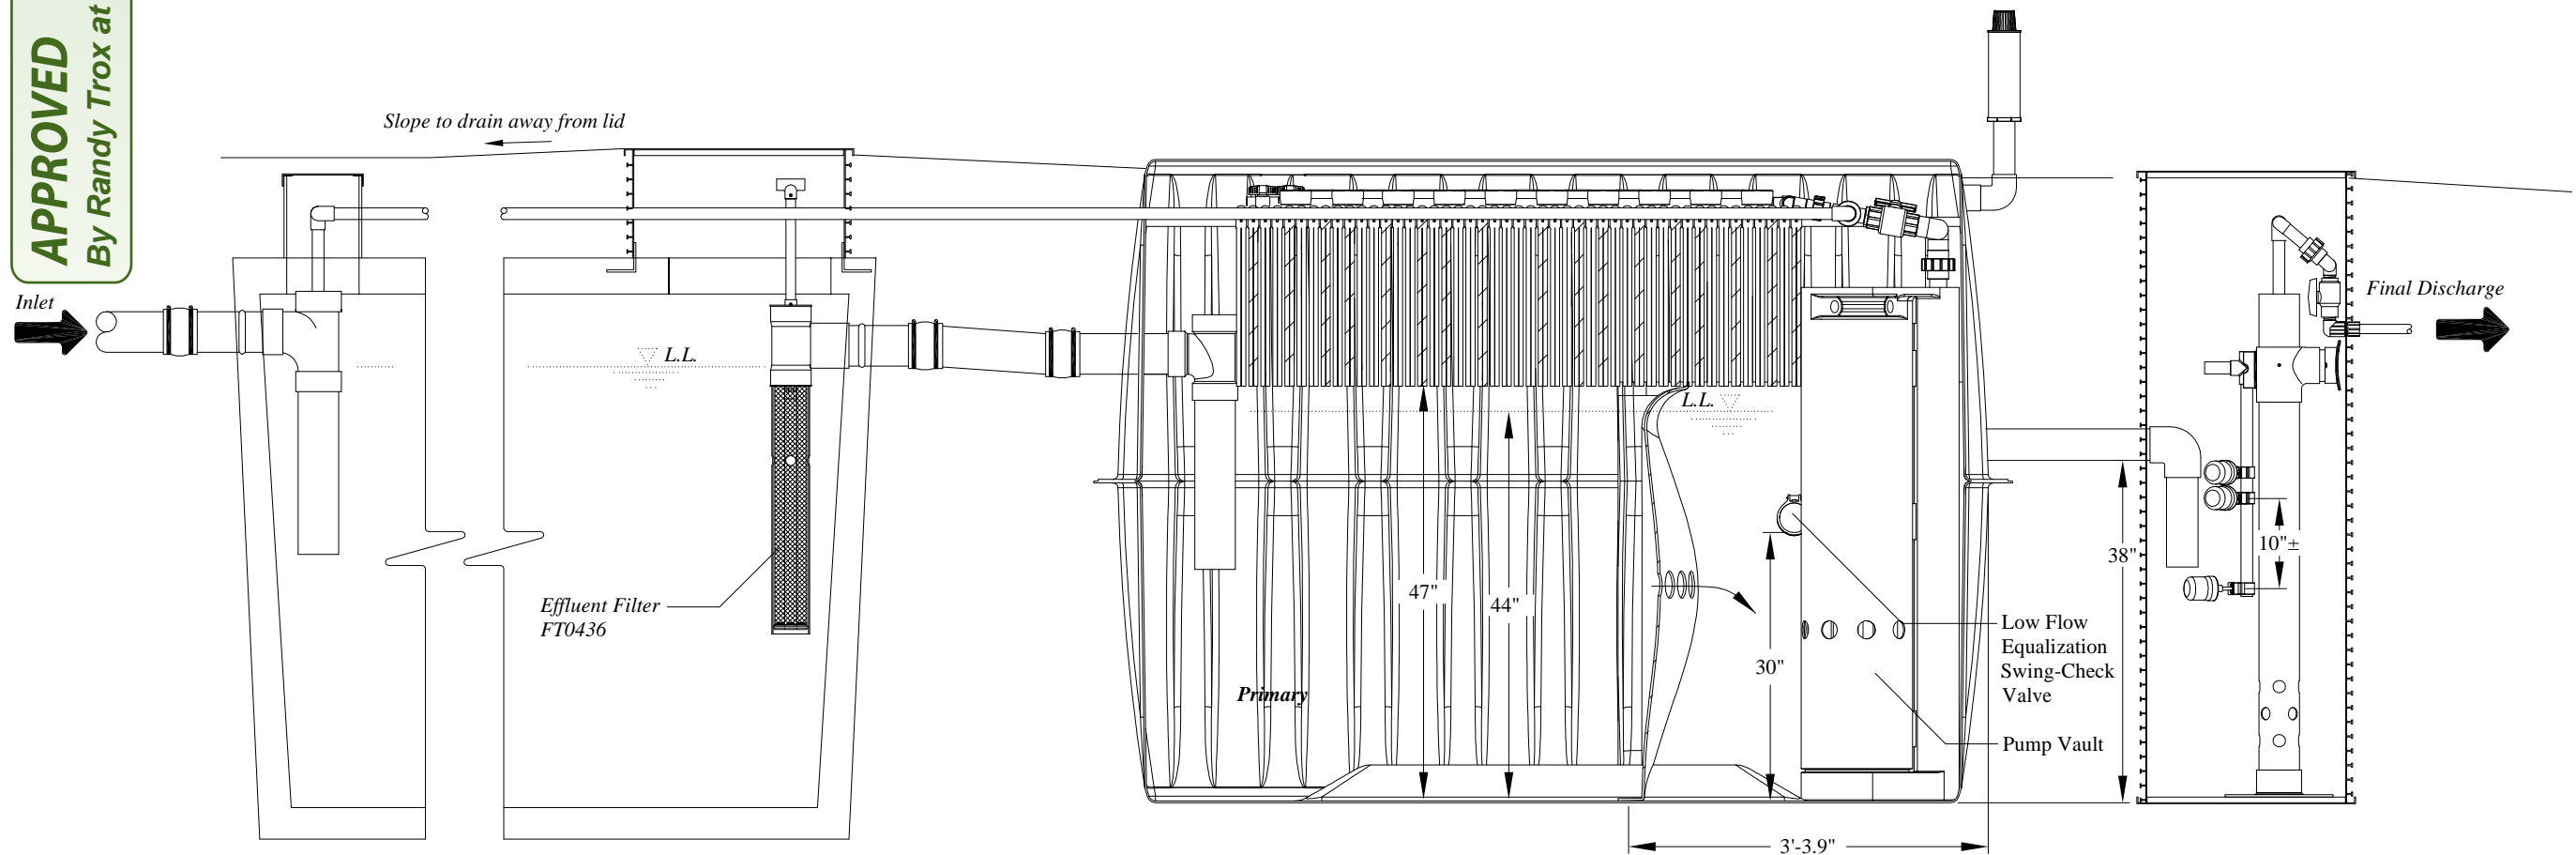 APPROVED
By Randy Trox at
Slope to drain away from lid
Inlet
L.L.
Effluent Filter
FT0436
Primary
47"
44"
L.L.
30"
3'-3.9"
Low Flow
Equalization
Swing-Check
Valve
Pump Vault
38"
10"±
Final Discharge